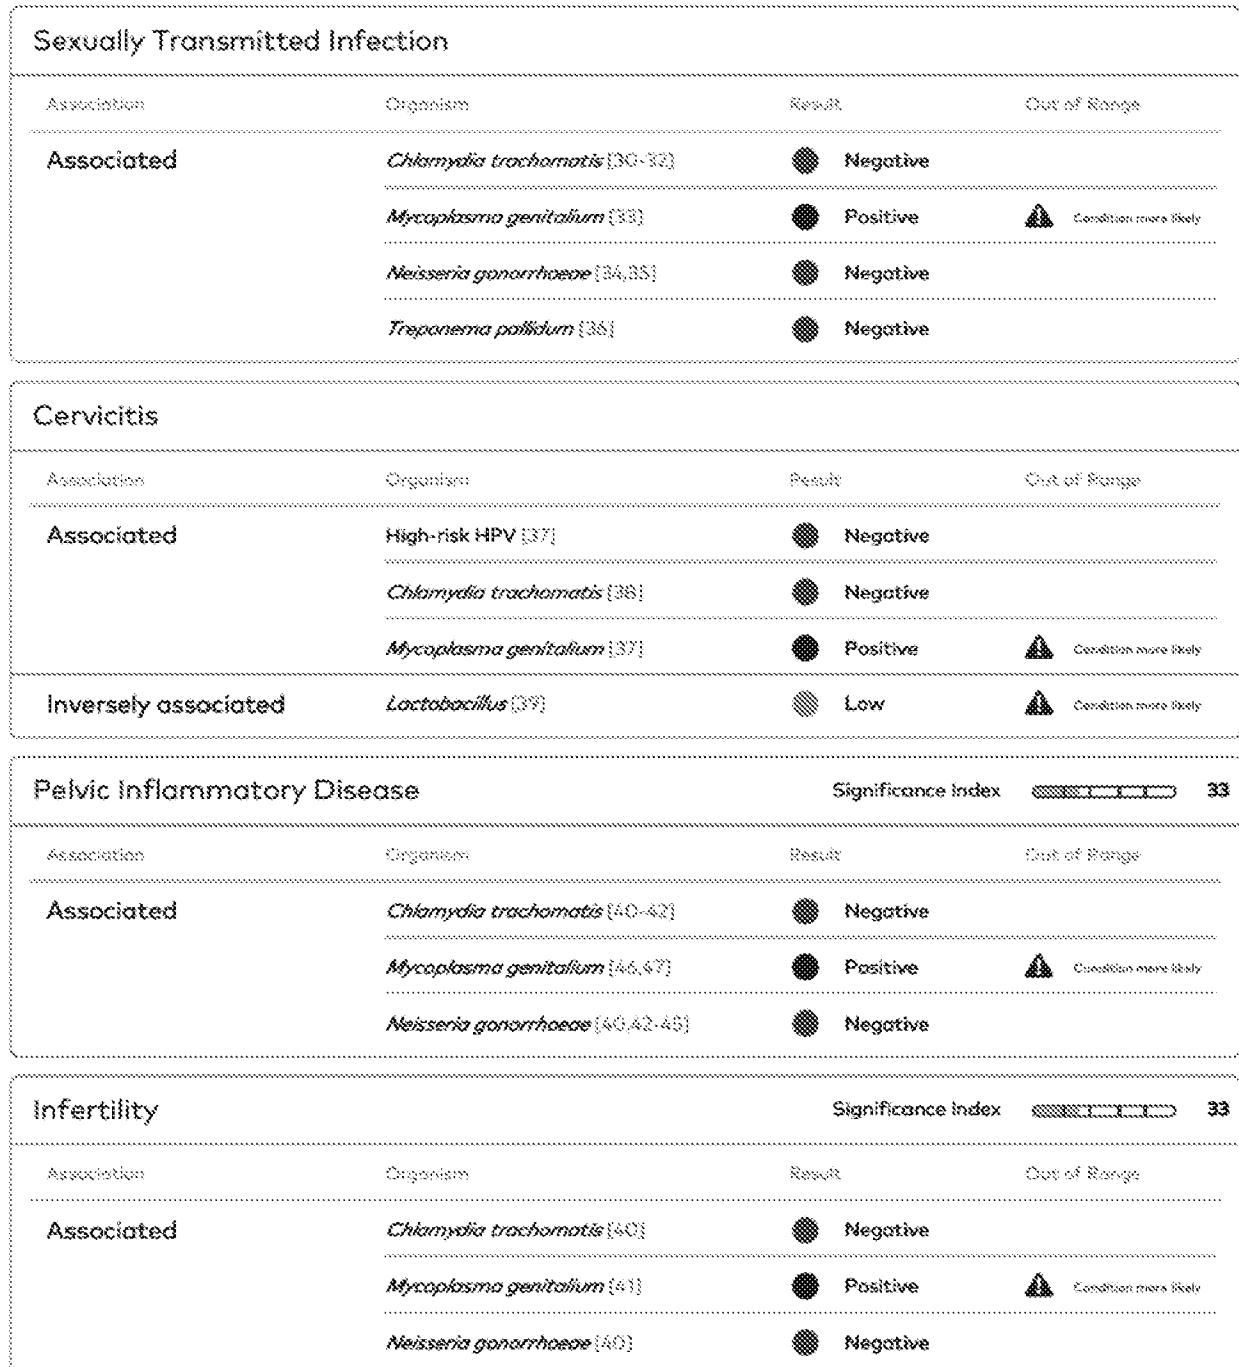 Sexually Transmitted Infection
Association Organism Result Out of Range
Associated Chlamydia trachomatis [30-32] Negative
Mycoplasma genitalium [33] Positive Condition more likely
Neisseria gonorrhoeae [34,35] Negative
Treponema pallidum [36] Negative
Cervicitis
Association Organism Result Out of Range
Associated High-risk HPV [37] Negative
Chlamydia trachomatis [38] Negative
Mycoplasma genitalium [37] Positive Condition more likely
Inversely associated Lactobacillus [39] Low Condition more likely
Pelvic Inflammatory Disease Significance Index 33
Association Organism Result Out of Range
Associated Chlamydia trachomatis [40-42] Negative
Mycoplasma genitalium [46,47] Positive Condition more likely
Neisseria gonorrhoeae [40,42-45] Negative
Infertility Significance Index 33
Association Organism Result Out of Range
Associated Chlamydia trachomatis [40] Negative
Mycoplasma genitalium [41] Positive Condition more likely
Neisseria gonorrhoeae [40] Negative